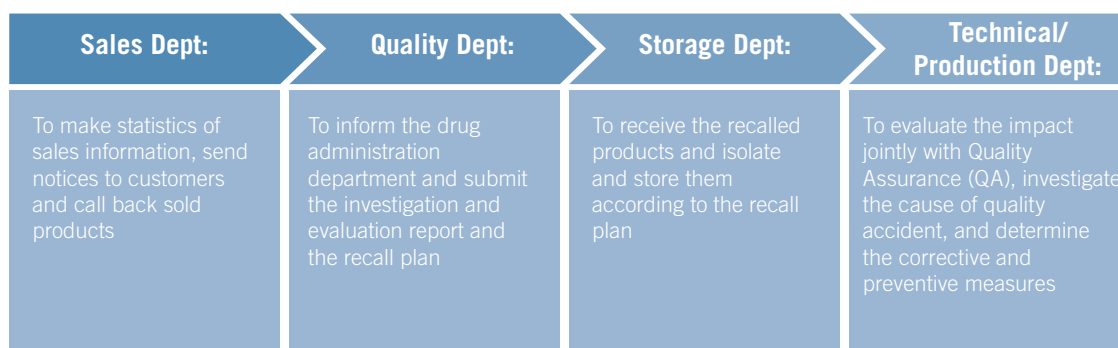 Sales Dept:
Quality Dept:
Storage Dept:
Technical/
Production Dept:
To make statistics of
sales information, send
notices to customers
and call back sold
products
To inform the drug
administration
department and submit
the investigation and
evaluation report and
the recall plan
To receive the recalled
products and isolate
and store them
according to the recall
plan
To evaluate the impact
jointly with Quality
Assurance (QA), investigate
the cause of quality
accident, and determine
the corrective and
preventive measures